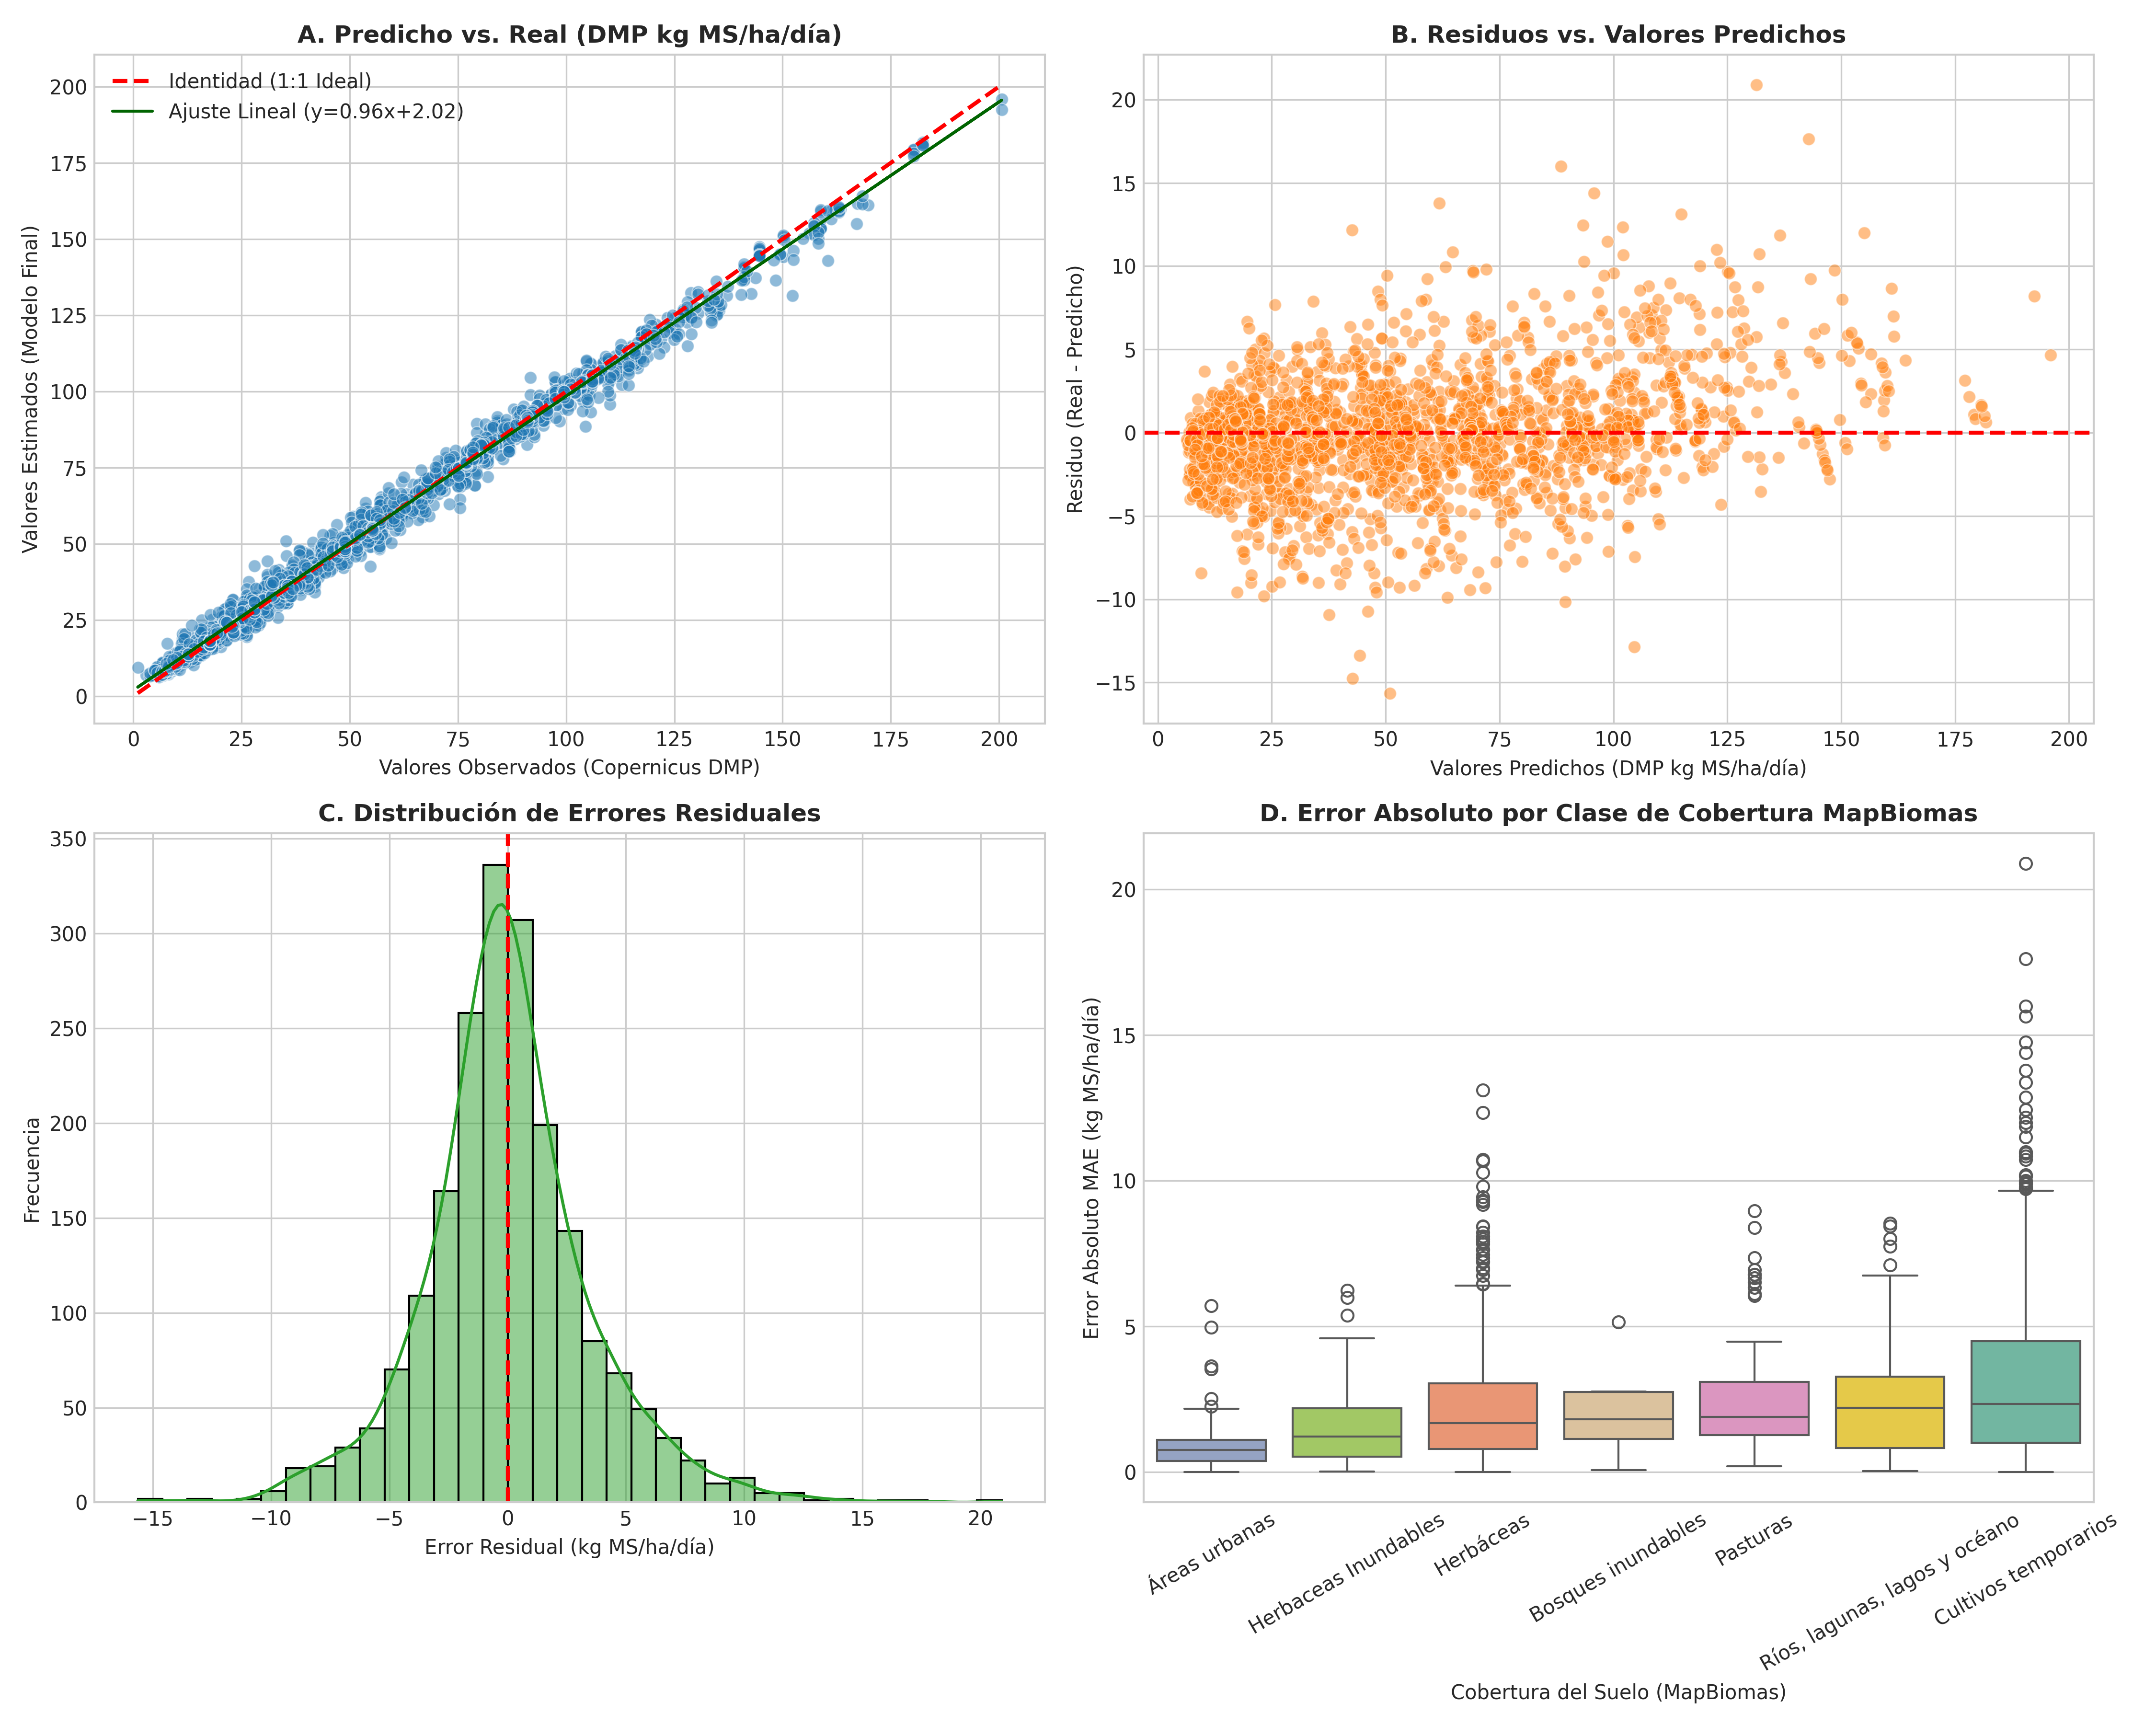 A. Predicho vs. Real (DMP kg MS/ha/día)
Identidad (1:1 Ideal)
Ajuste Lineal (y=0.96x+2.02)
Valores Estimados (Modelo Final)
200
175
150
125
100
75
50
25
0
0 25 50 75 100 125 150 175 200
Valores Observados (Copernicus DMP)
B. Residuos vs. Valores Predichos
Residuo (Real - Predicho)
20
15
10
5
0
−5
−10
−15
0 25 50 75 100 125 150 175 200
Valores Predichos (DMP kg MS/ha/día)
C. Distribución de Errores Residuales
Frecuencia
350
300
250
200
150
100
50
0
−15 −10 −5 0 5 10 15 20
Error Residual (kg MS/ha/día)
D. Error Absoluto por Clase de Cobertura MapBiomas
Error Absoluto MAE (kg MS/ha/día)
20
15
10
5
0
Áreas urbanas
Herbaceas Inundables
Herbáceas
Bosques inundables
Pasturas
Ríos, lagunas, lagos y océano
Cultivos temporarios
Cobertura del Suelo (MapBiomas)